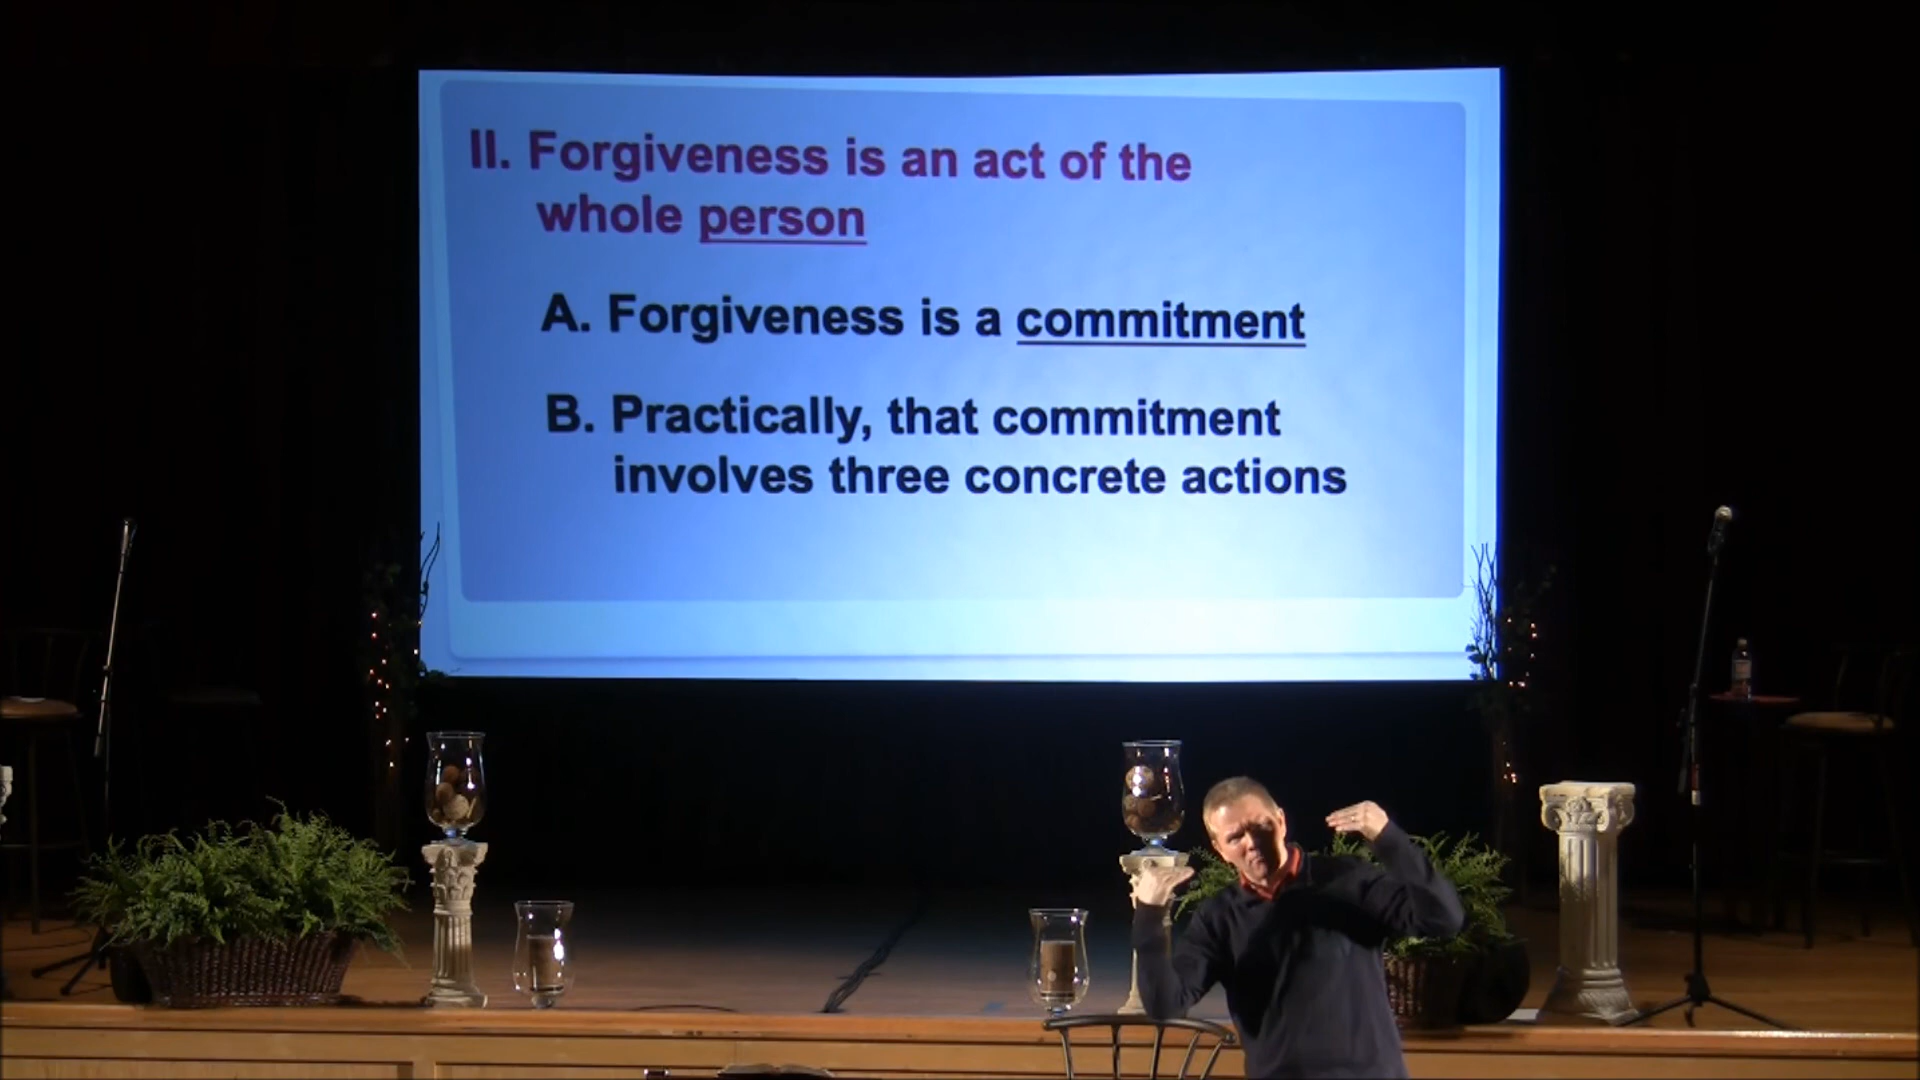 II. Forgiveness is an act of the
whole person
A. Forgiveness is a commitment
B. Practically, that commitment
involves three concrete actions